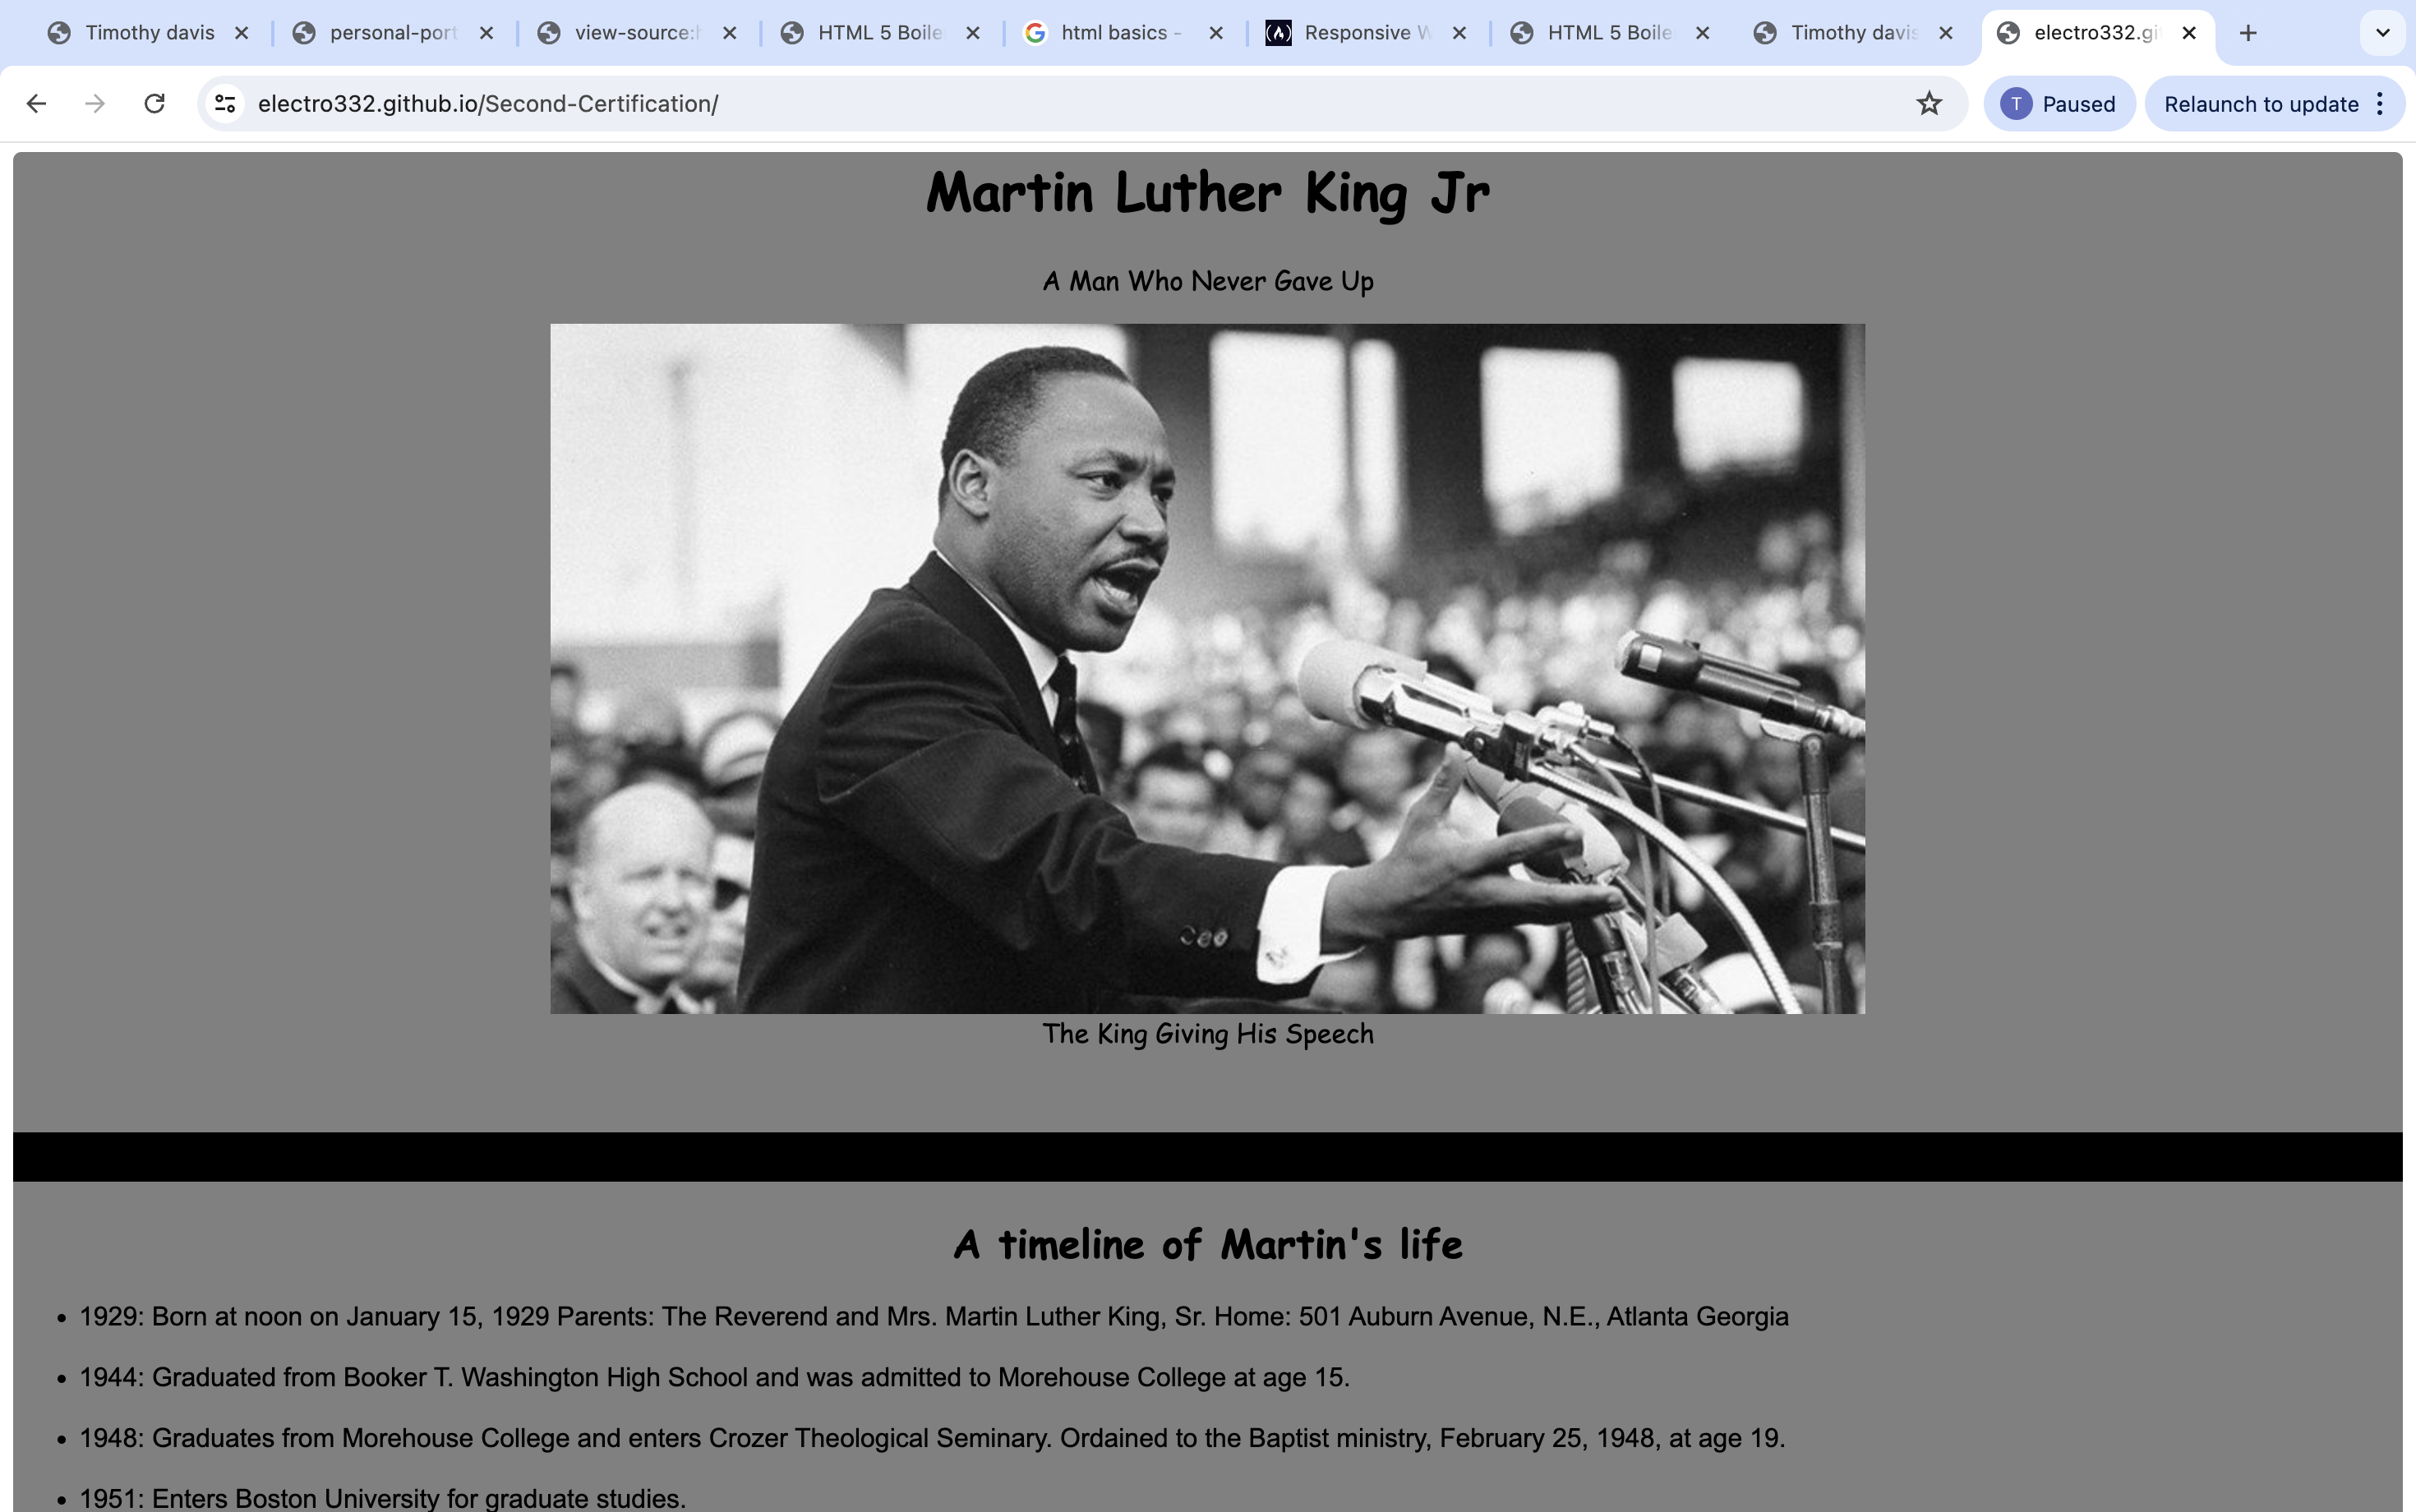 Timothy davis
personal-port
view-source:h
HTML 5 Boile
html basics -
Responsive W
HTML 5 Boile
Timothy davis
electro332.gi
electro332.github.io/Second-Certification/
T
Paused
Relaunch to update
Martin Luther King Jr
A Man Who Never Gave Up
The King Giving His Speech
A timeline of Martin's life
• 1929: Born at noon on January 15, 1929 Parents: The Reverend and Mrs. Martin Luther King, Sr. Home: 501 Auburn Avenue, N.E., Atlanta Georgia
• 1944: Graduated from Booker T. Washington High School and was admitted to Morehouse College at age 15.
• 1948: Graduates from Morehouse College and enters Crozer Theological Seminary. Ordained to the Baptist ministry, February 25, 1948, at age 19.
• 1951: Enters Boston University for graduate studies.